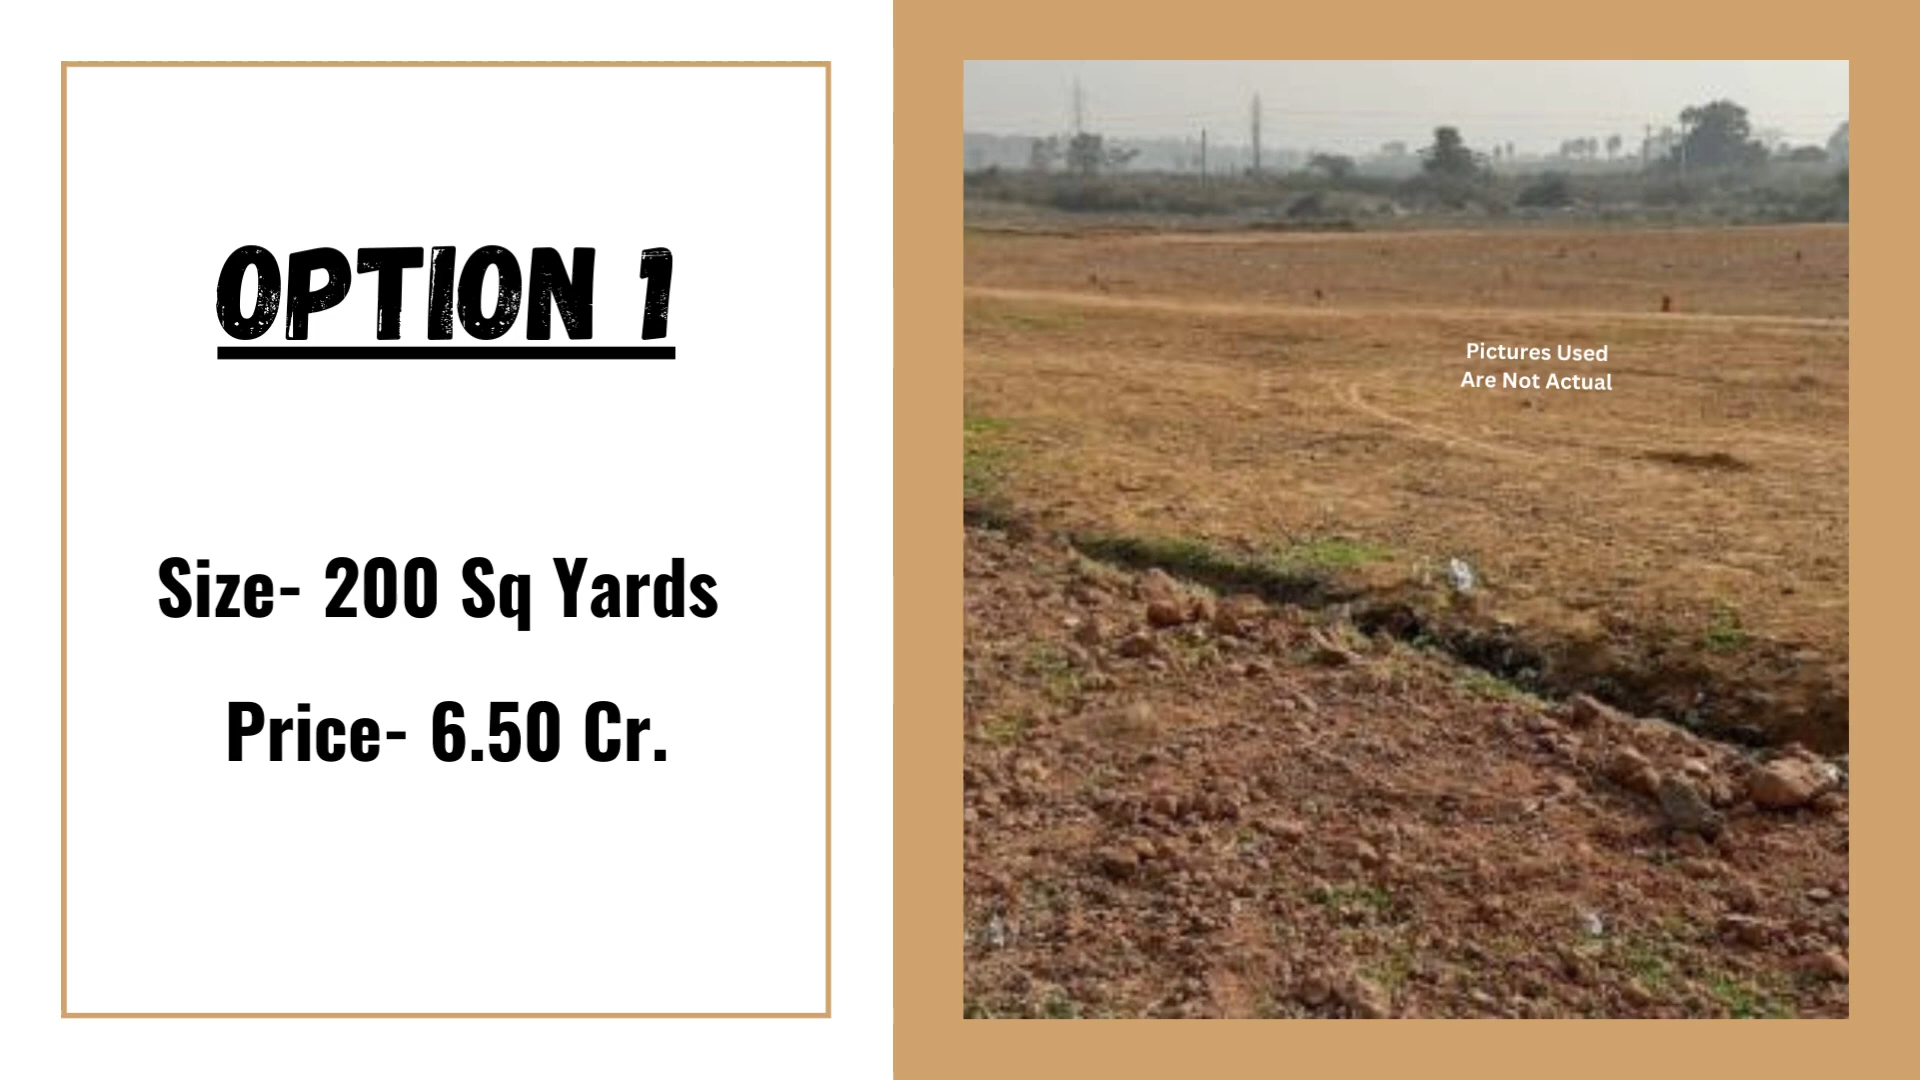 OPTION 1
Size- 200 Sq Yards
Price- 6.50 Cr.
Pictures Used
Are Not Actual